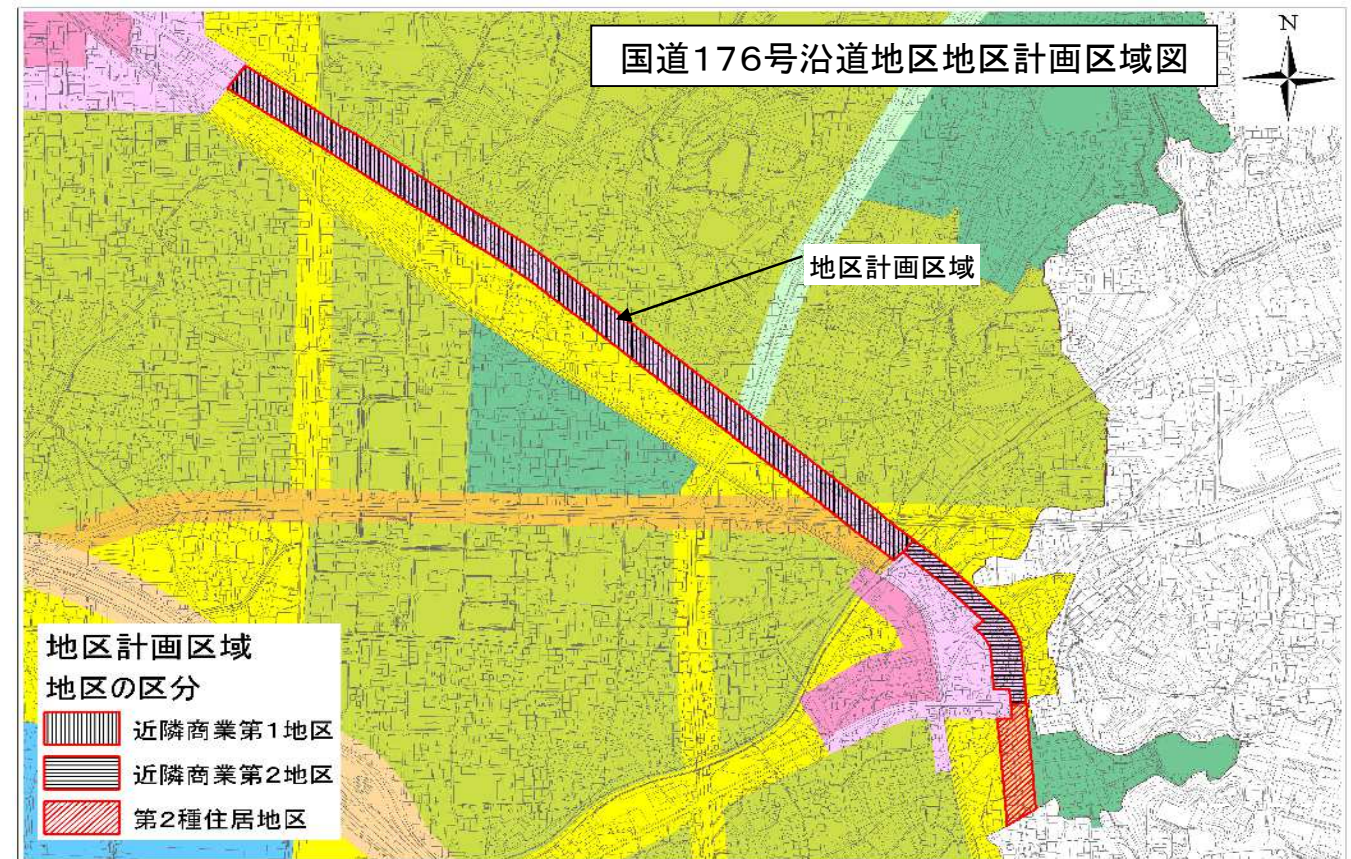 国道176号沿道地区地区計画区域図
N
地区計画区域
地区計画区域
地区の区分
近隣商業第1地区
近隣商業第2地区
第2種住居地区